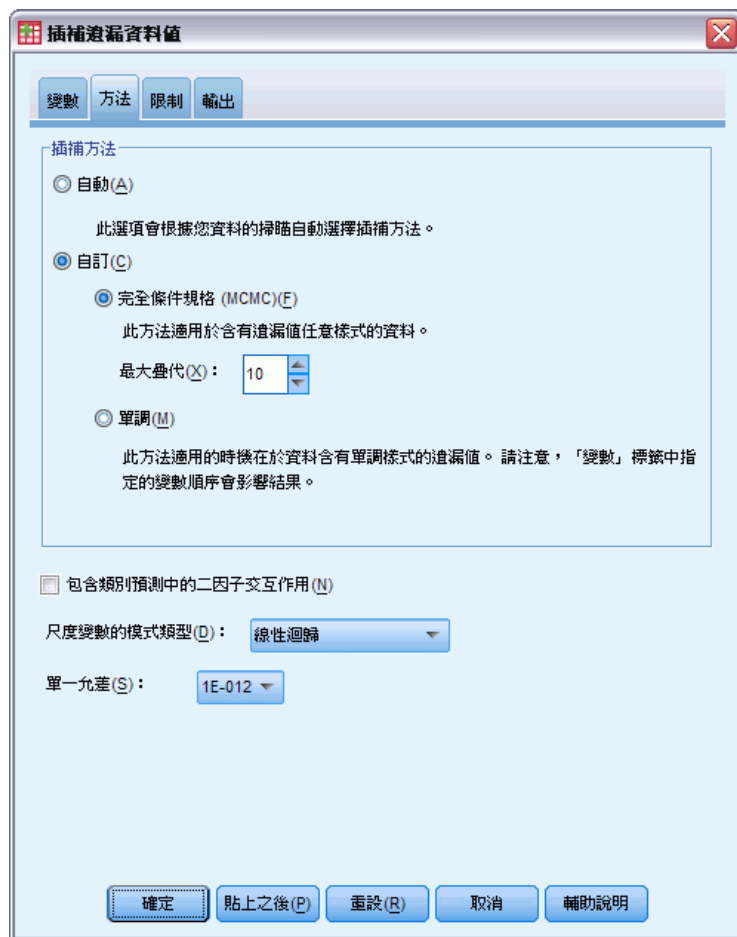 插補遺漏資料值
變數 方法 限制 輸出
插補方法
自動(A)
此選項會根據您資料的掃瞄自動選擇插補方法。
自訂(C)
完全條件規格 (MCMC)(F)
此方法適用於含有遺漏值任意樣式的資料。
最大疊代(X)： 10
單調(M)
此方法適用的時機在於資料含有單調樣式的遺漏值。請注意，「變數」標籤中指
定的變數順序會影響結果。
包含類別預測中的二因子交互作用(N)
尺度變數的模式類型(D)： 線性迴歸
單一允差(S)： 1E-012
確定 貼上之後(P) 重設(R) 取消 輔助說明